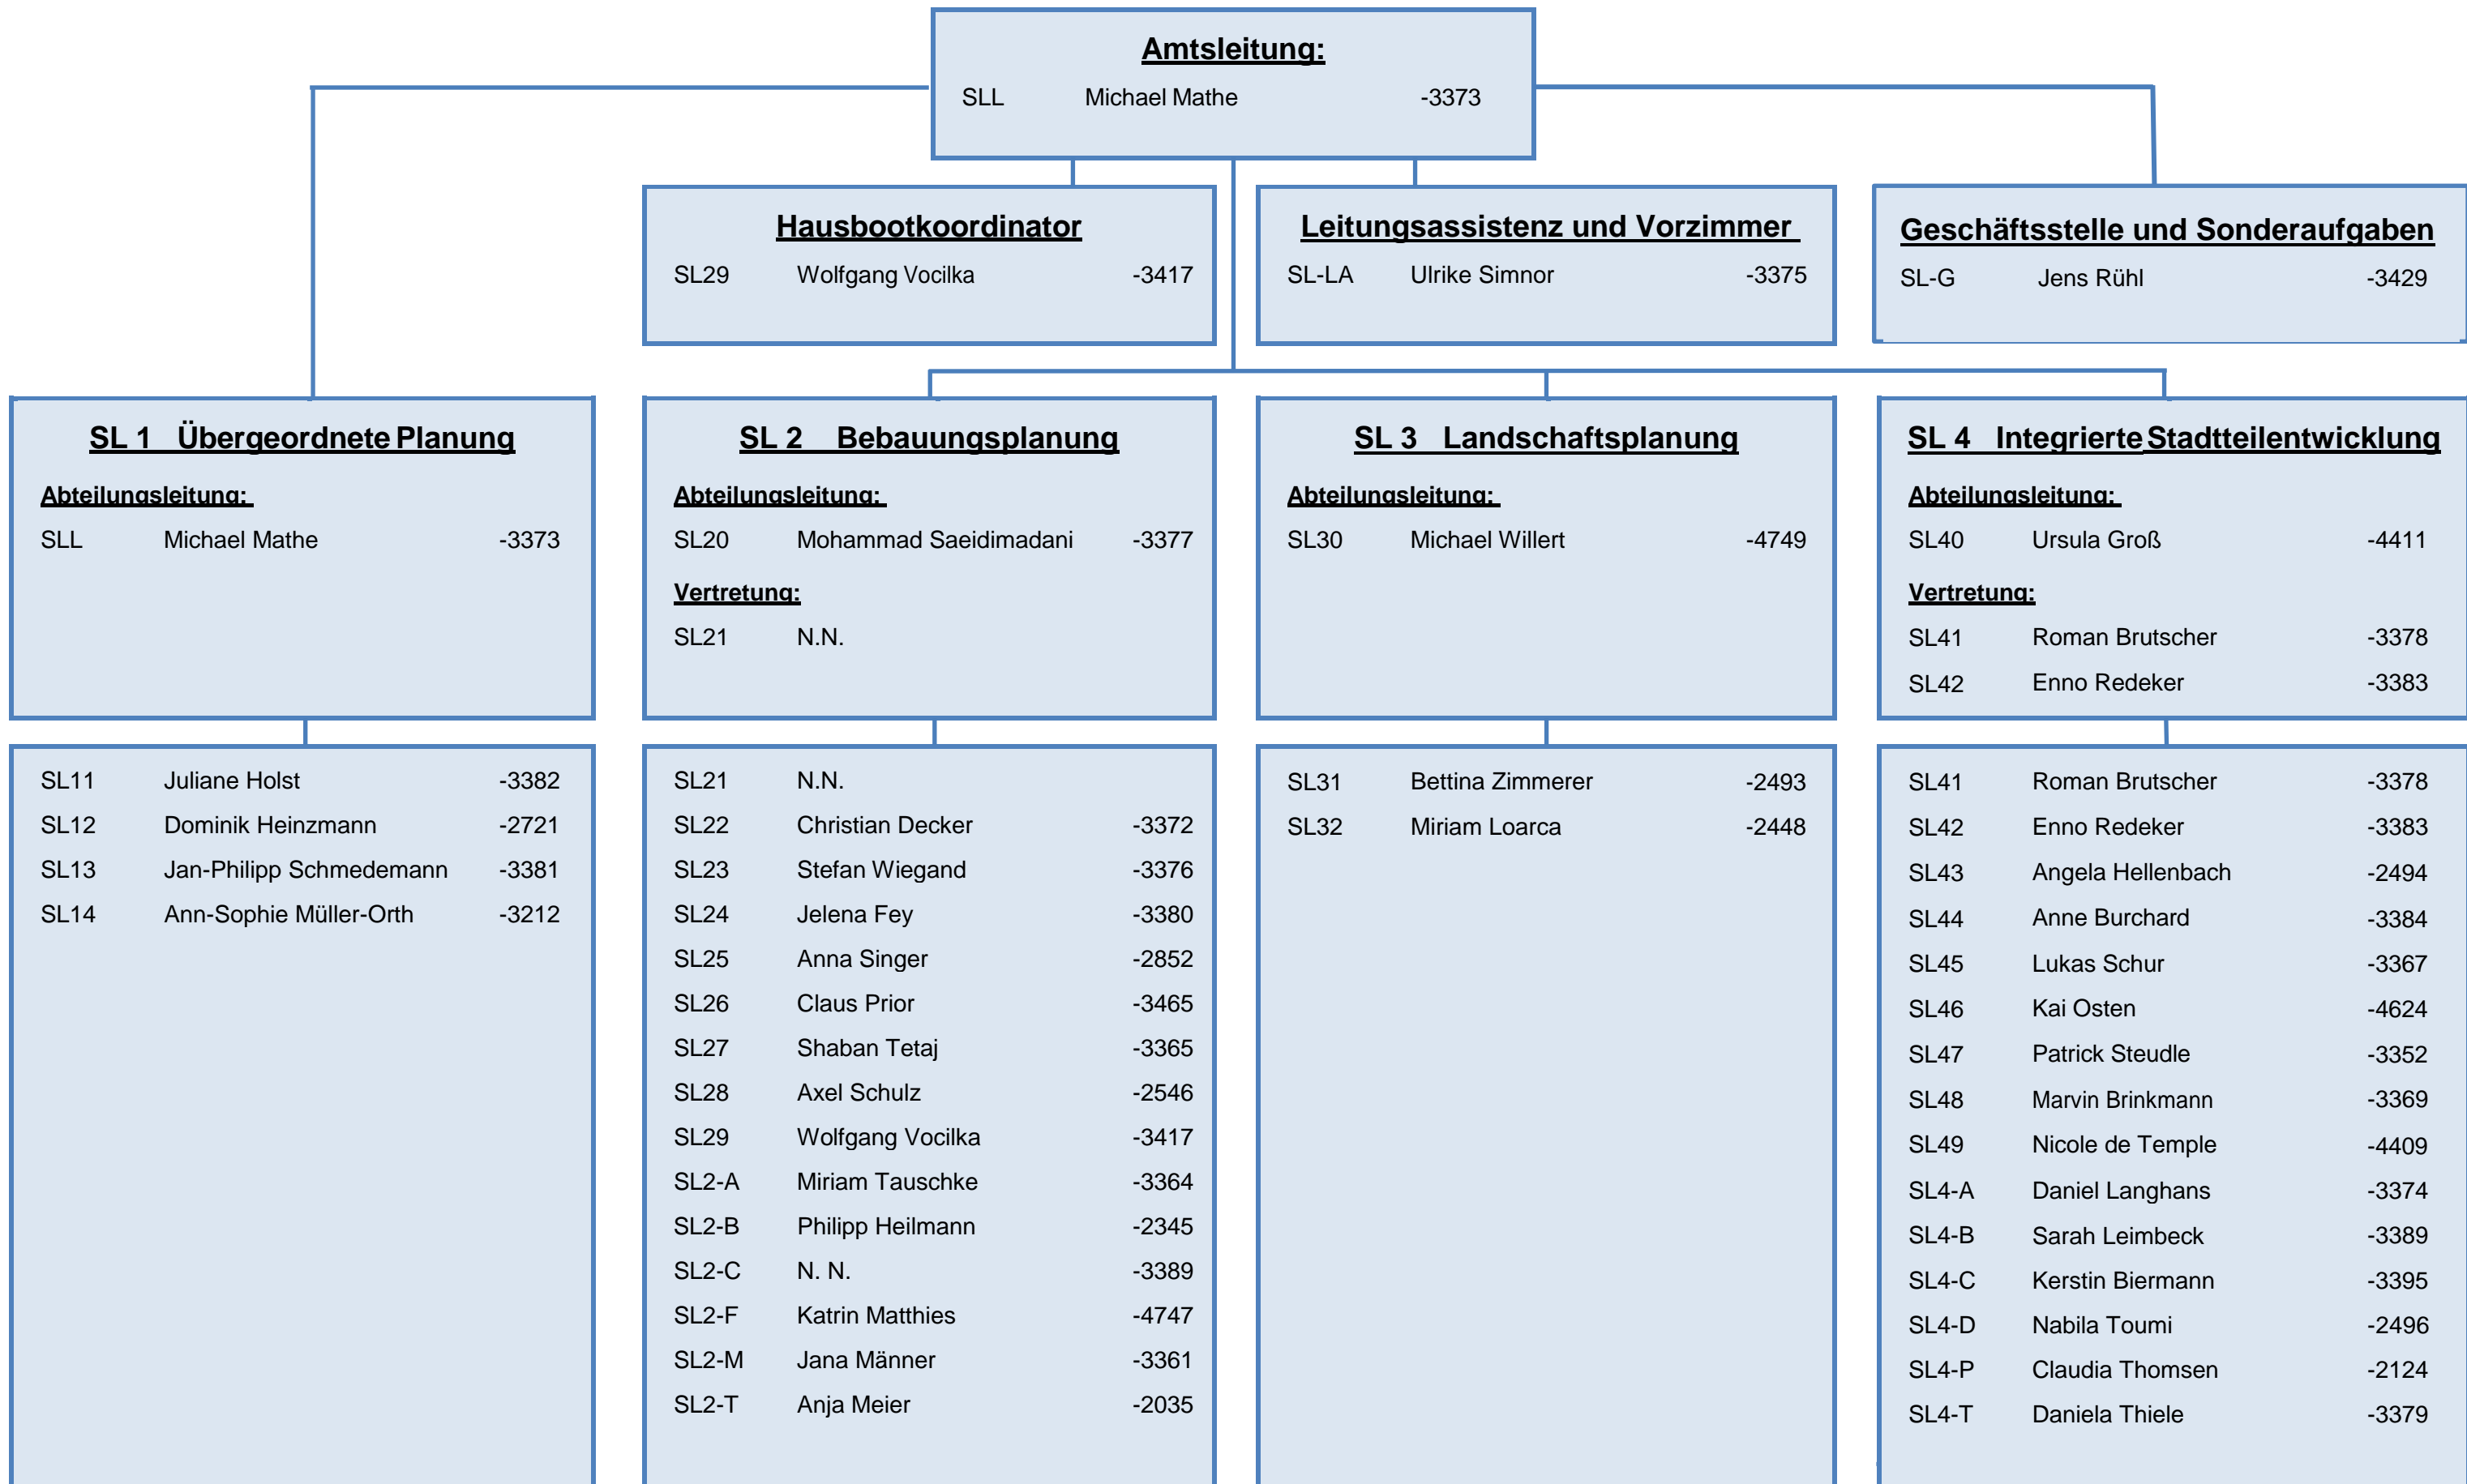 Amtsleitung:
SLL Michael Mathe -3373
Hausbootkoordinator
SL29 Wolfgang Vocilka -3417
Leitungsassistenz und Vorzimmer
SL-LA Ulrike Simnor -3375
Geschäftsstelle und Sonderaufgaben
SL-G Jens Rühl -3429
SL 1 Übergeordnete Planung
Abteilungsleitung:
SLL Michael Mathe -3373
SL11 Juliane Holst -3382
SL12 Dominik Heinzmann -2721
SL13 Jan-Philipp Schmedemann -3381
SL14 Ann-Sophie Müller-Orth -3212
SL 2 Bebauungsplanung
Abteilungsleitung:
SL20 Mohammad Saeidimadani -3377
Vertretung:
SL21 N.N.
SL21 N.N.
SL22 Christian Decker -3372
SL23 Stefan Wiegand -3376
SL24 Jelena Fey -3380
SL25 Anna Singer -2852
SL26 Claus Prior -3465
SL27 Shaban Tetaj -3365
SL28 Axel Schulz -2546
SL29 Wolfgang Vocilka -3417
SL2-A Miriam Tauschke -3364
SL2-B Philipp Heilmann -2345
SL2-C N. N. -3389
SL2-F Katrin Matthies -4747
SL2-M Jana Männer -3361
SL2-T Anja Meier -2035
SL 3 Landschaftsplanung
Abteilungsleitung:
SL30 Michael Willert -4749
SL31 Bettina Zimmerer -2493
SL32 Miriam Loarca -2448
SL 4 Integrierte Stadtteilentwicklung
Abteilungsleitung:
SL40 Ursula Groß -4411
Vertretung:
SL41 Roman Brutscher -3378
SL42 Enno Redeker -3383
SL41 Roman Brutscher -3378
SL42 Enno Redeker -3383
SL43 Angela Hellenbach -2494
SL44 Anne Burchard -3384
SL45 Lukas Schur -3367
SL46 Kai Osten -4624
SL47 Patrick Steudle -3352
SL48 Marvin Brinkmann -3369
SL49 Nicole de Temple -4409
SL4-A Daniel Langhans -3374
SL4-B Sarah Leimbeck -3389
SL4-C Kerstin Biermann -3395
SL4-D Nabila Toumi -2496
SL4-P Claudia Thomsen -2124
SL4-T Daniela Thiele -3379